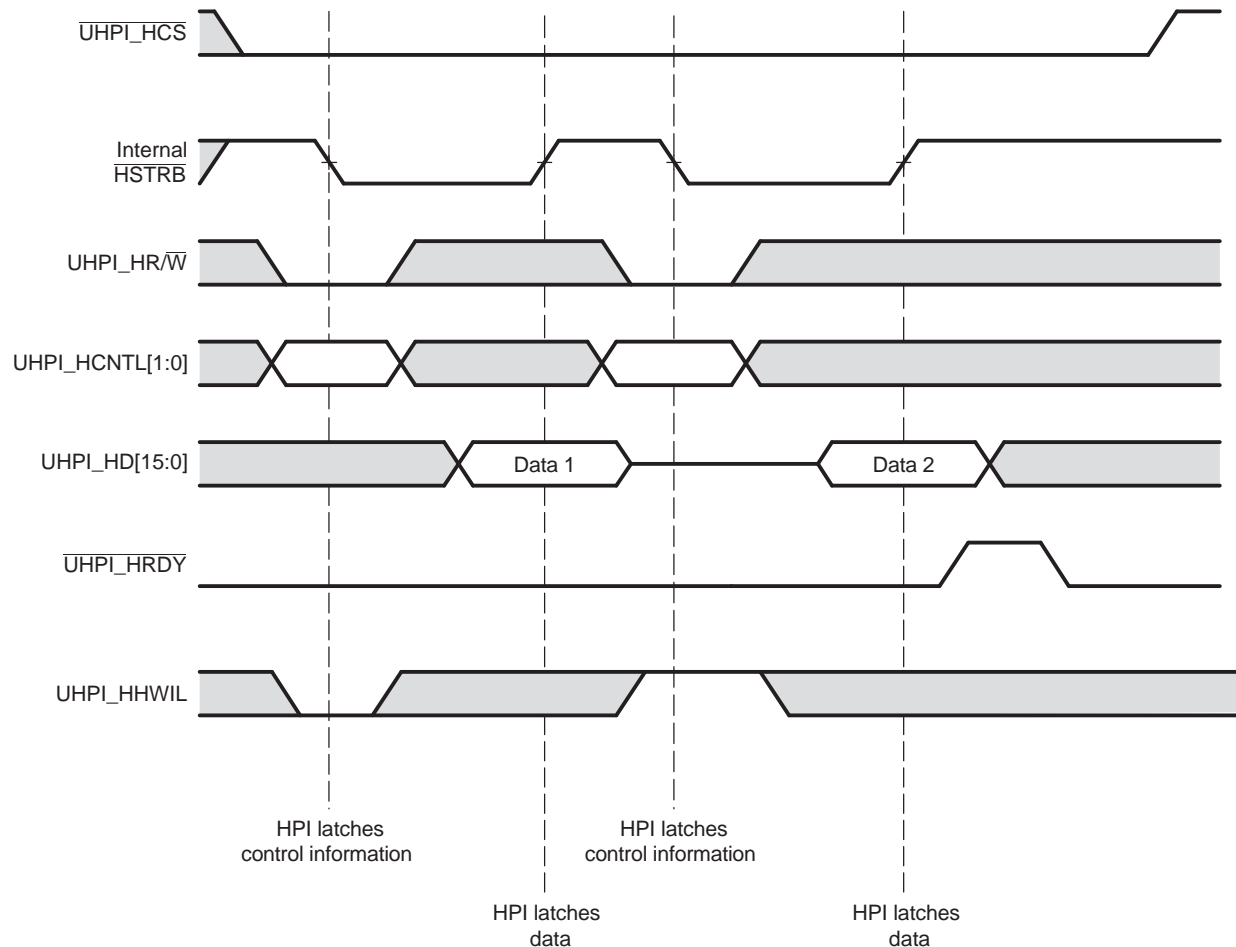 UHPI_HCS
Internal
HSTRB
UHPI_HR/W
UHPI_HCNTL[1:0]
UHPI_HD[15:0]
Data 1
Data 2
UHPI_HRDY
UHPI_HHWIL
HPI latches
control information
HPI latches
control information
HPI latches
data
HPI latches
data